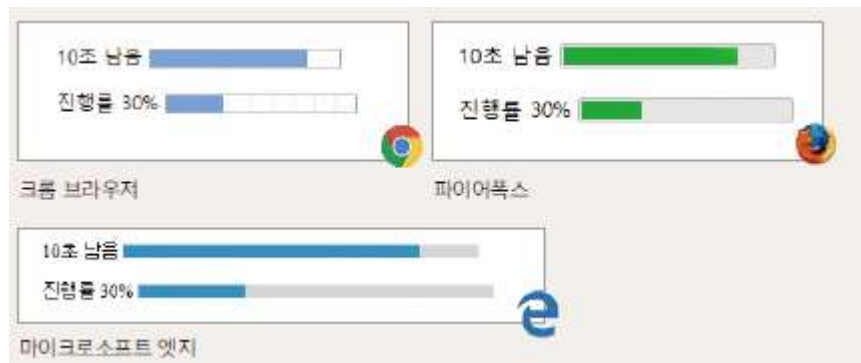 10초 남음
진행률 30%
크롬 브라우저
10초 남음
진행률 30%
파이어폭스
10초 남음
진행률 30%
마이크로소프트 엣지